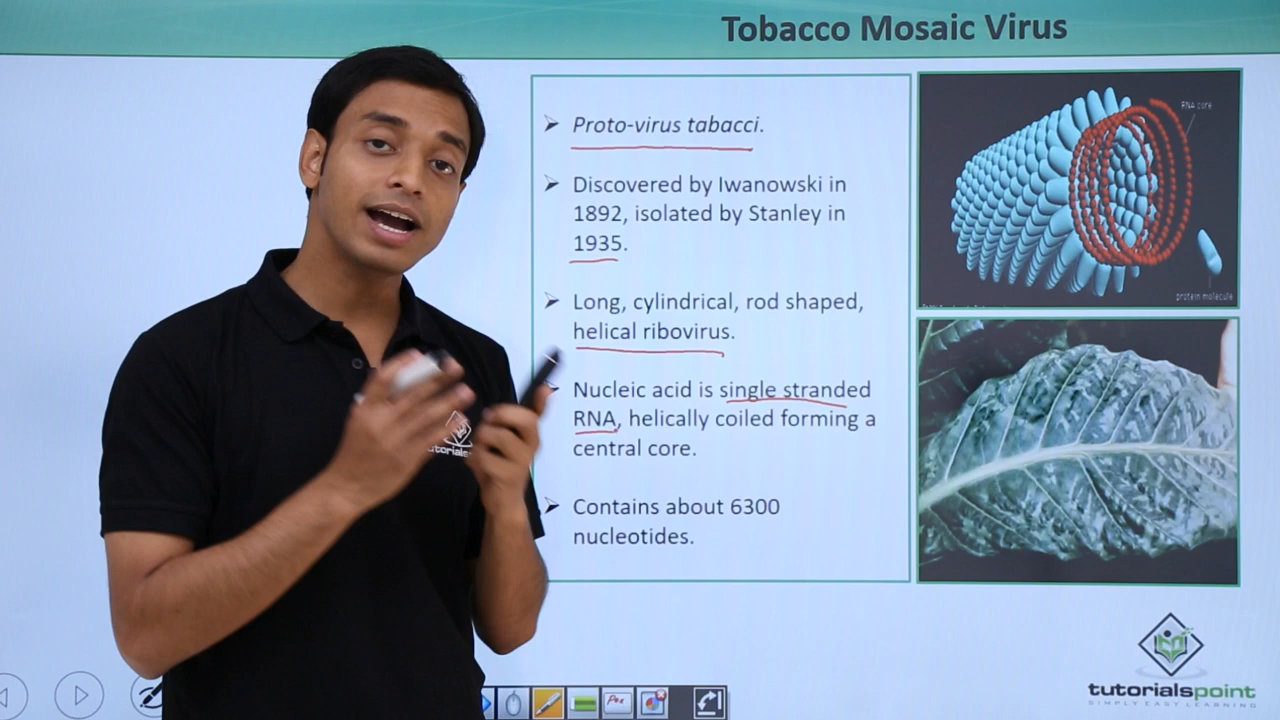 Tobacco Mosaic Virus
➢ Proto-virus tabacci.
➢ Discovered by Iwanowski in
1892, isolated by Stanley in
1935.
➢ Long, cylindrical, rod shaped,
helical ribovirus.
➢ Nucleic acid is single stranded
RNA, helically coiled forming a
central core.
➢ Contains about 6300
nucleotides.
RNA core
protein molecule
Pen
tutorialspoint
SIMPLY EASY LEARNING